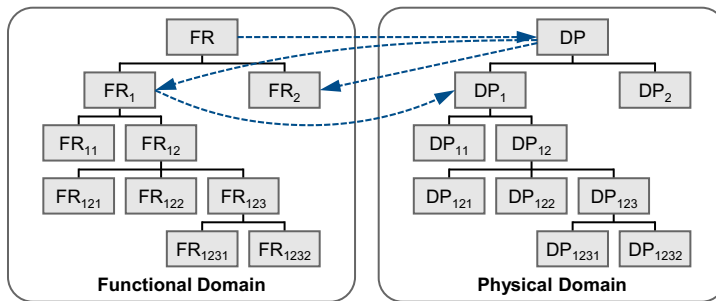 FR DP
FR1 FR2 DP1 DP2
FR11 FR12 DP11 DP12
FR121 FR122 FR123 DP121 DP122 DP123
FR1231 FR1232 DP1231 DP1232
Functional Domain Physical Domain